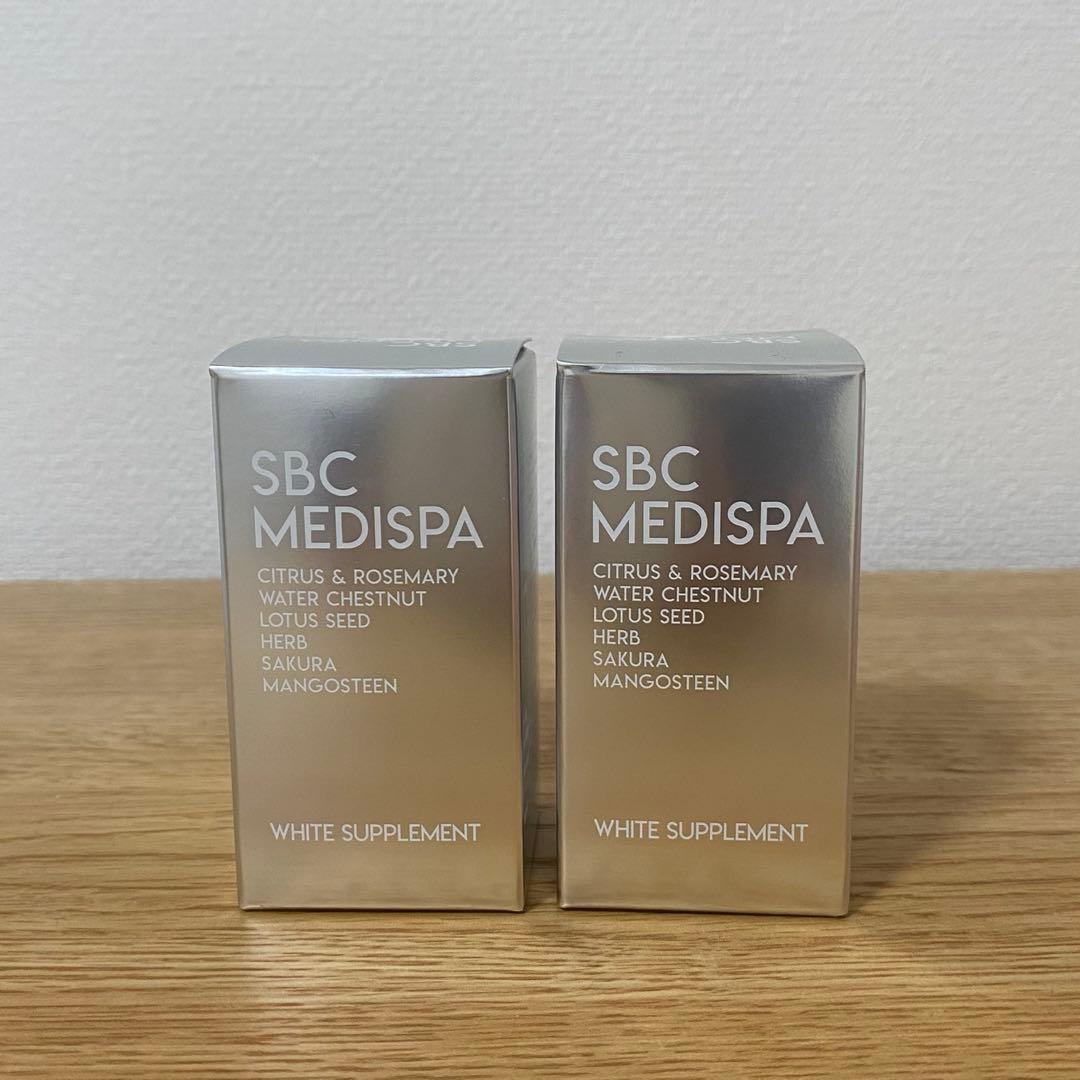 SBC
MEDISPA
CITRUS & ROSEMARY
WATER CHESTNUT
LOTUS SEED
HERB
SAKURA
MANGOSTEEN
WHITE SUPPLEMENT
SBC
MEDISPA
CITRUS & ROSEMARY
WATER CHESTNUT
LOTUS SEED
HERB
SAKURA
MANGOSTEEN
WHITE SUPPLEMENT